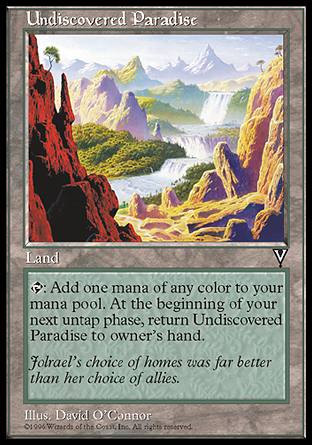 Undiscovered Paradise
Land
: Add one mana of any color to your
mana pool. At the beginning of your
next untap phase, return Undiscovered
Paradise to owner's hand.
Jolrael's choice of homes was far better
than her choice of allies.
Illus. David O'Connor
©1996 Wizards of the Coast, Inc. All rights reserved.